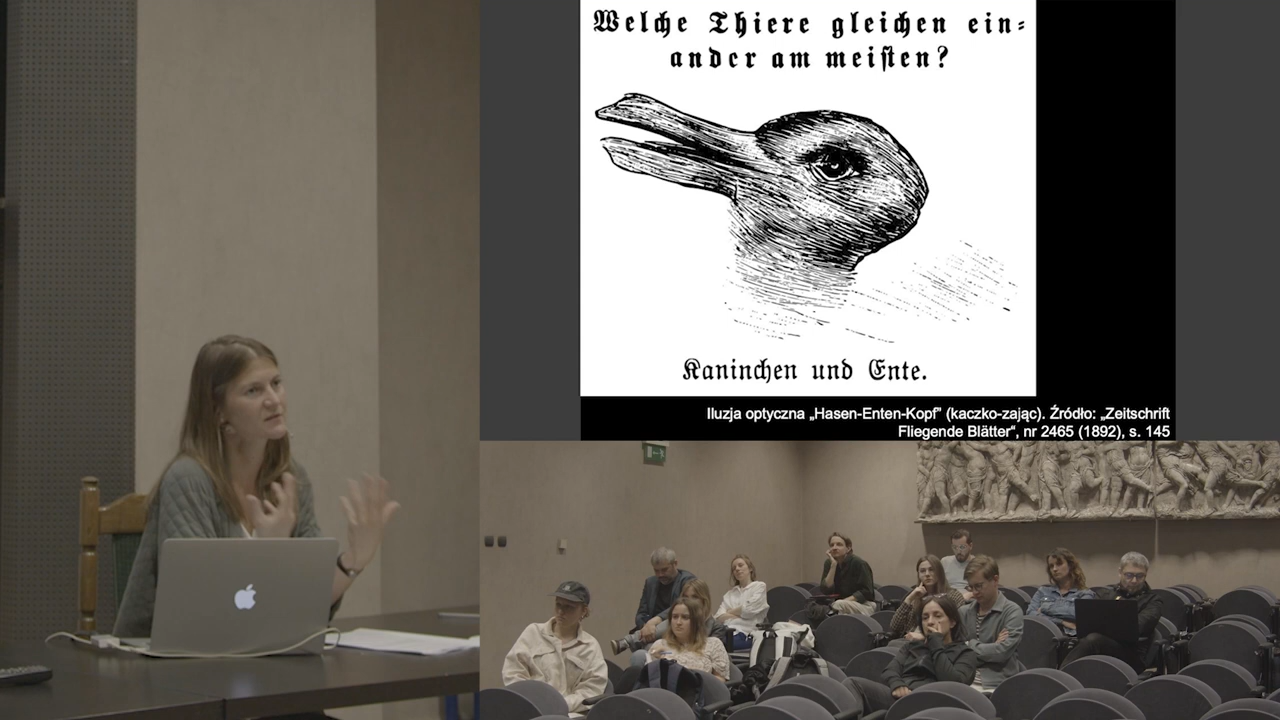 Welche Thiere gleichen ein-
ander am meisten?
Kaninchen und Ente.
Iluzja optyczna „Hasen-Enten-Kopf” (kaczko-zając). Źródło: „Zeitschrift
Fliegende Blätter“, nr 2465 (1892), s. 145